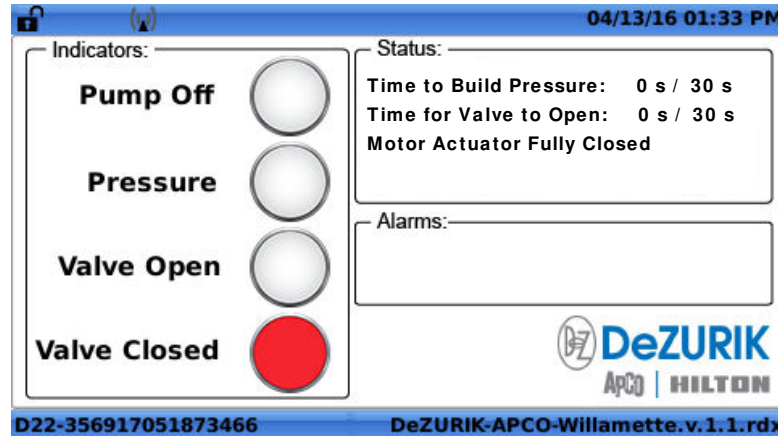 04/13/16 01:33 PM
Indicators:
Pump Off
Pressure
Valve Open
Valve Closed
Status:
Time to Build Pressure: 0 s / 30 s
Time for Valve to Open: 0 s / 30 s
Motor Actuator Fully Closed
Alarms:
DZ DeZURIK
APCO | HILTON
D22-356917051873466 DeZURIK-APCO-Willamette.v.1.1.rdx